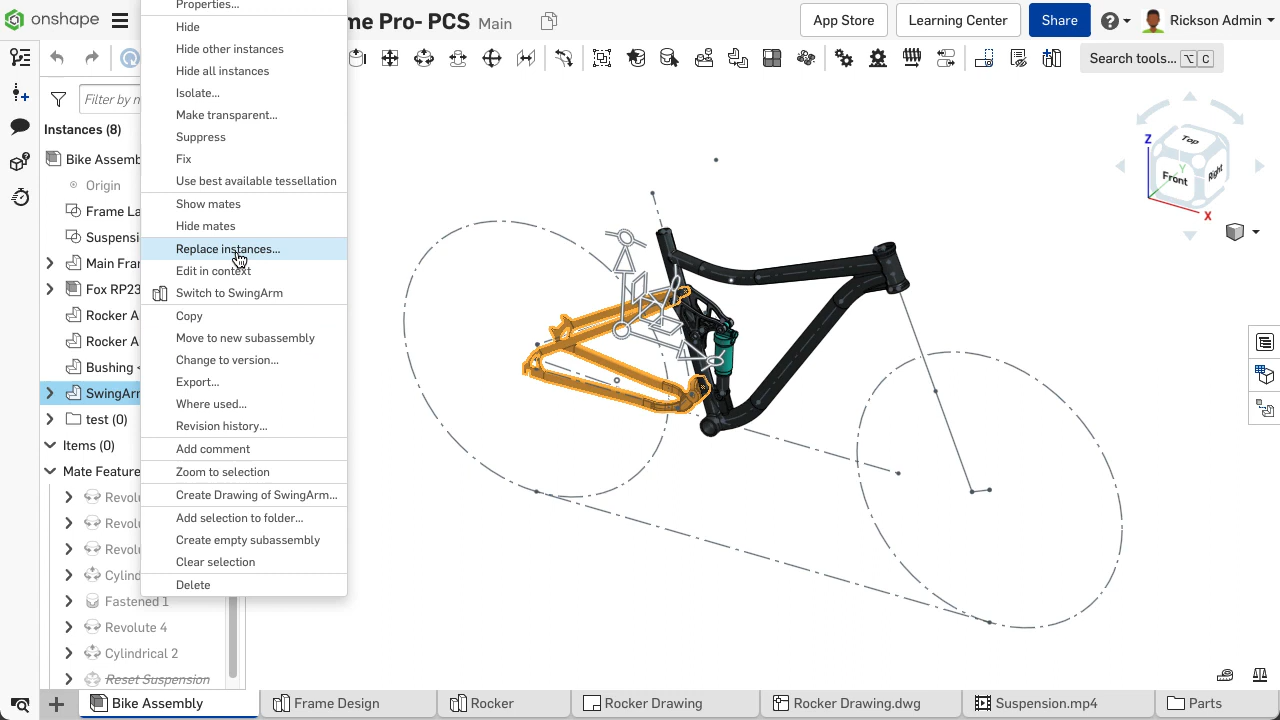 onshape
me Pro- PCS Main
App Store
Learning Center
Share
Rickson Admin
Search tools... ⌥ C
Filter by n
Instances (8)
Bike Assemb
Origin
Frame La
Suspensi
Main Fra
Fox RP23
Rocker A
Rocker A
Bushing <
SwingAr
test (0)
Items (0)
Mate Feature
Revolu
Revolu
Revolu
Cylind
Fastened 1
Revolute 4
Cylindrical 2
Reset Suspension
Properties...
Hide
Hide other instances
Hide all instances
Isolate...
Make transparent...
Suppress
Fix
Use best available tessellation
Show mates
Hide mates
Replace instances...
Edit in context
Switch to SwingArm
Copy
Move to new subassembly
Change to version...
Export...
Where used...
Revision history...
Add comment
Zoom to selection
Create Drawing of SwingArm...
Add selection to folder...
Create empty subassembly
Clear selection
Delete
Z
Top
Y
Front
Right
X
Bike Assembly
Frame Design
Rocker
Rocker Drawing
Rocker Drawing.dwg
Suspension.mp4
Parts